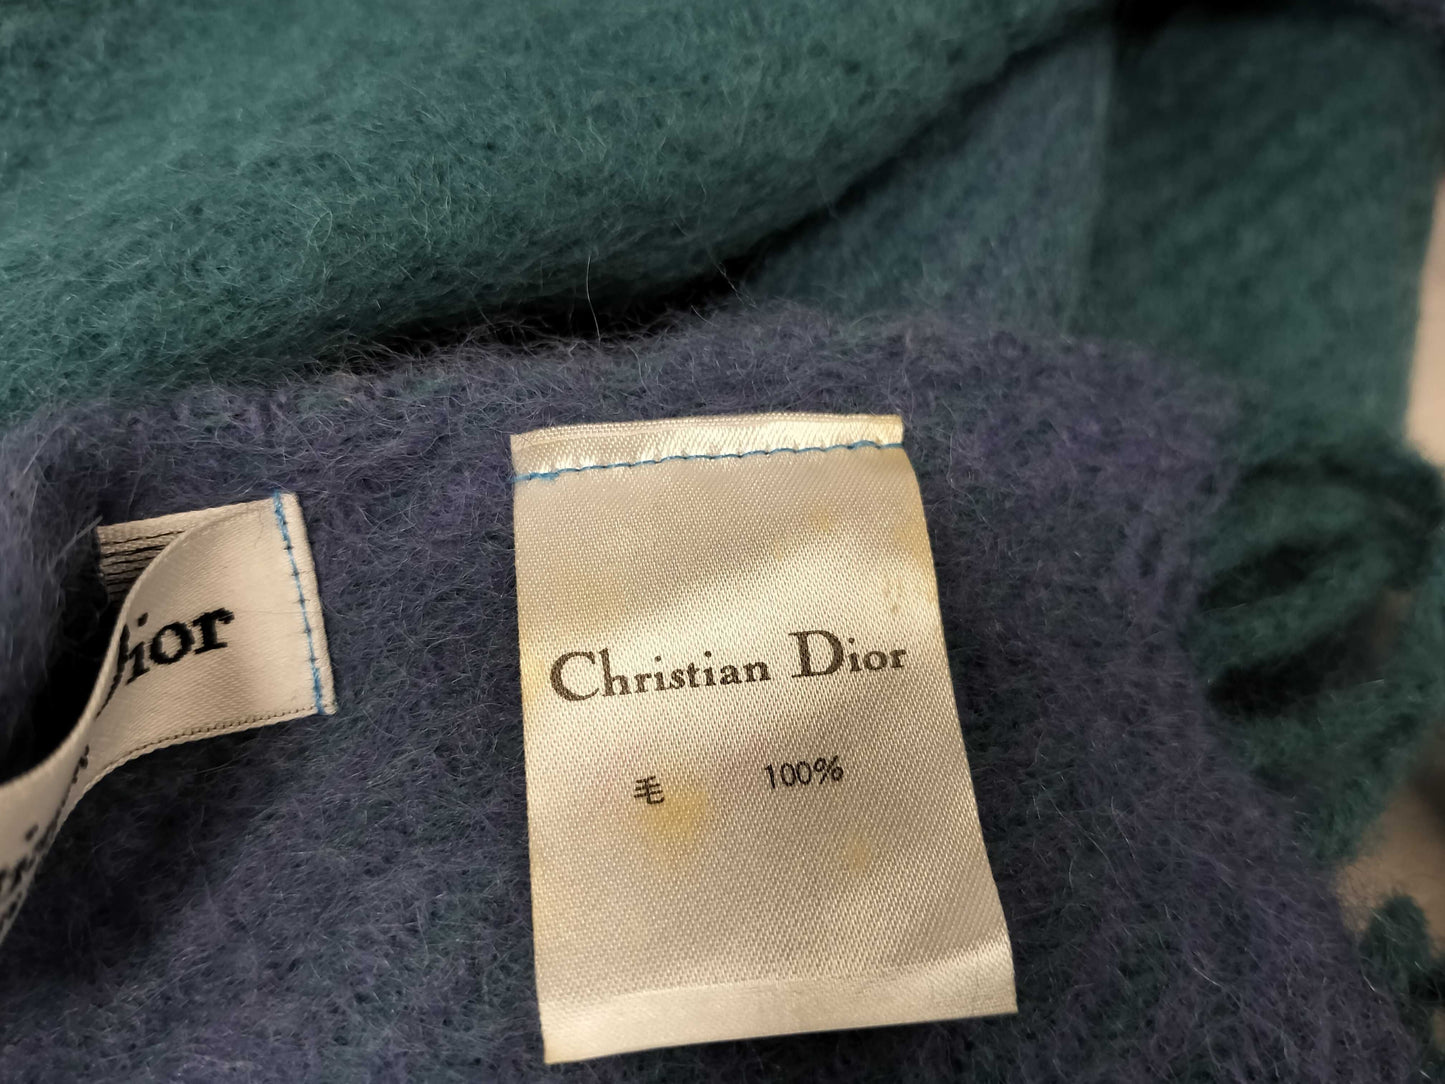 Christian Dior
毛 100%
Dior